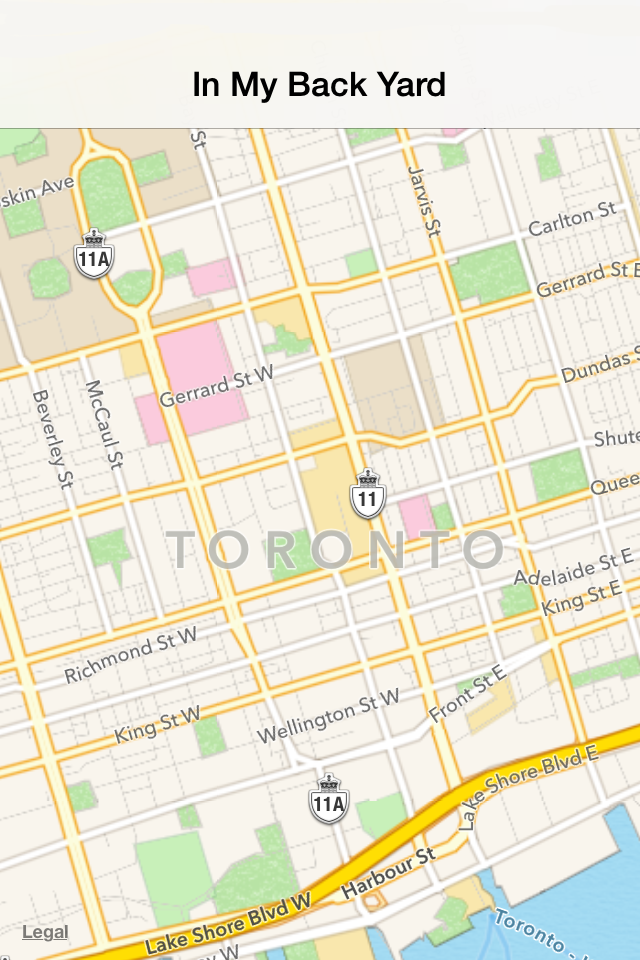 In My Back Yard
St
skin Ave
Jarvis St
Carlton St
11A
Gerrard St E
Gerrard St W
Dundas S
Beverley St
McCaul St
Shute
Quee
11
TORONTO
Adelaide St E
King St E
Richmond St W
Front St E
Wellington St W
King St W
Lake Shore Blvd E
11A
Harbour St
Lake Shore Blvd W
Legal
y W
Toronto -